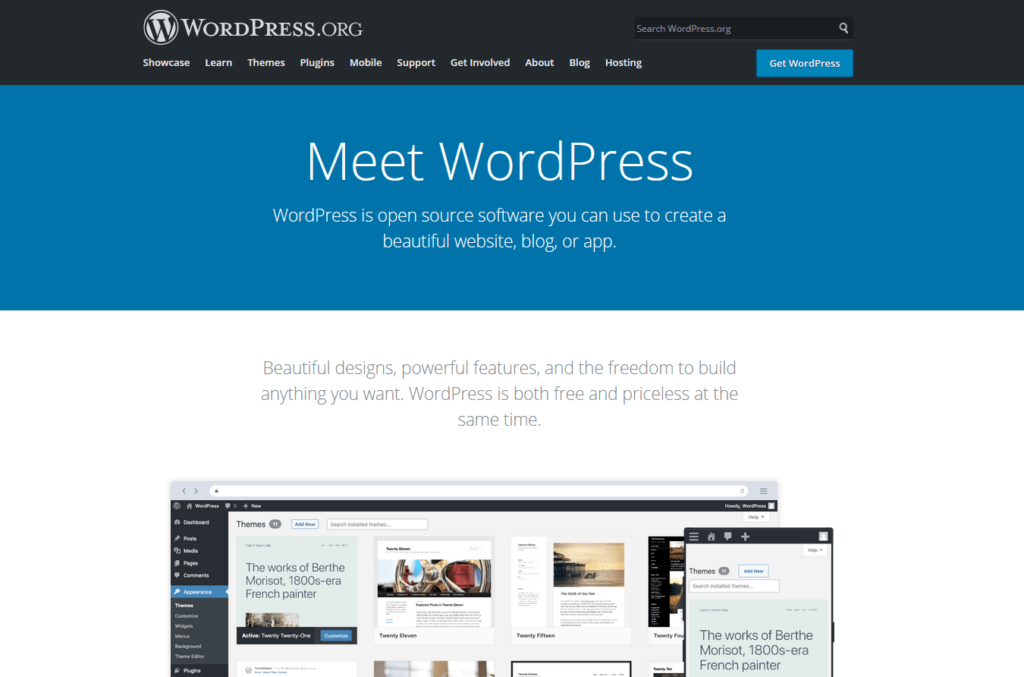 WORDPRESS.ORG
Search WordPress.org
Showcase Learn Themes Plugins Mobile Support Get Involved About Blog Hosting
Get WordPress
Meet WordPress
WordPress is open source software you can use to create a
beautiful website, blog, or app.
Beautiful designs, powerful features, and the freedom to build
anything you want. WordPress is both free and priceless at the
same time.
WordPress
New
Howdy, WordPress
Help
Dashboard
Posts
Media
Pages
Comments
Appearance
Themes
Customize
Widgets
Menus
Background
Theme Editor
Plugins
Themes 11 Add New Search installed themes...
The works of Berthe
Morisot, 1800s-era
French painter
Active: Twenty Twenty-One Customize
Twenty Eleven
Twenty Eleven
Twenty Fifteen
Twenty Fou
Help
Themes 11 Add New
Search installed themes...
The works of Berthe
Morisot, 1800s-era
French painter